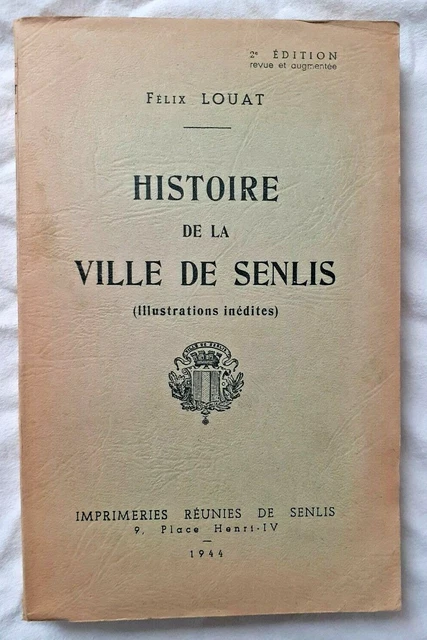 2e ÉDITION
revue et augmentée
FÉLIX LOUAT
HISTOIRE
DE LA
VILLE DE SENLIS
(Illustrations inédites)
IMPRIMERIES RÉUNIES DE SENLIS
9, Place Henri-IV
1944